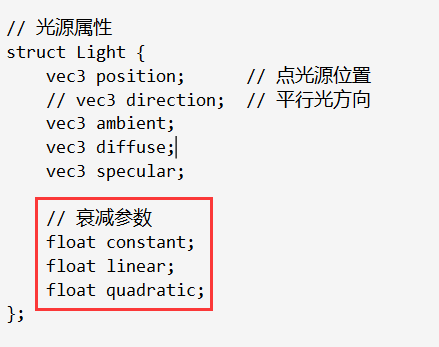 // 光源属性
struct Light {
    vec3 position;      // 点光源位置
    // vec3 direction;  // 平行光方向
    vec3 ambient;
    vec3 diffuse;
    vec3 specular;

    // 衰减参数
    float constant;
    float linear;
    float quadratic;
};